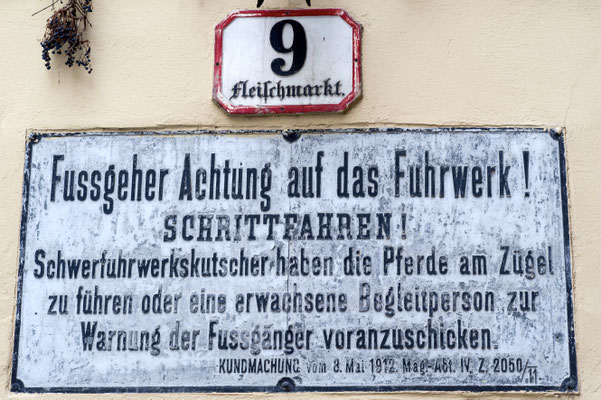 9
Fleischmarkt.
Fussgeher Achtung auf das Fuhrwerk!
SCHRITTFAHREN!
Schwerfuhrwerkskutscher haben die Pferde am Zügel
zu führen oder eine erwachsene Begleitperson zur
Warnung der Fussgänger voranzuschicken.
KUNDMACHUNG vom 8. Mai 1912. Mag.-Abt. IV, Z. 2050/11.